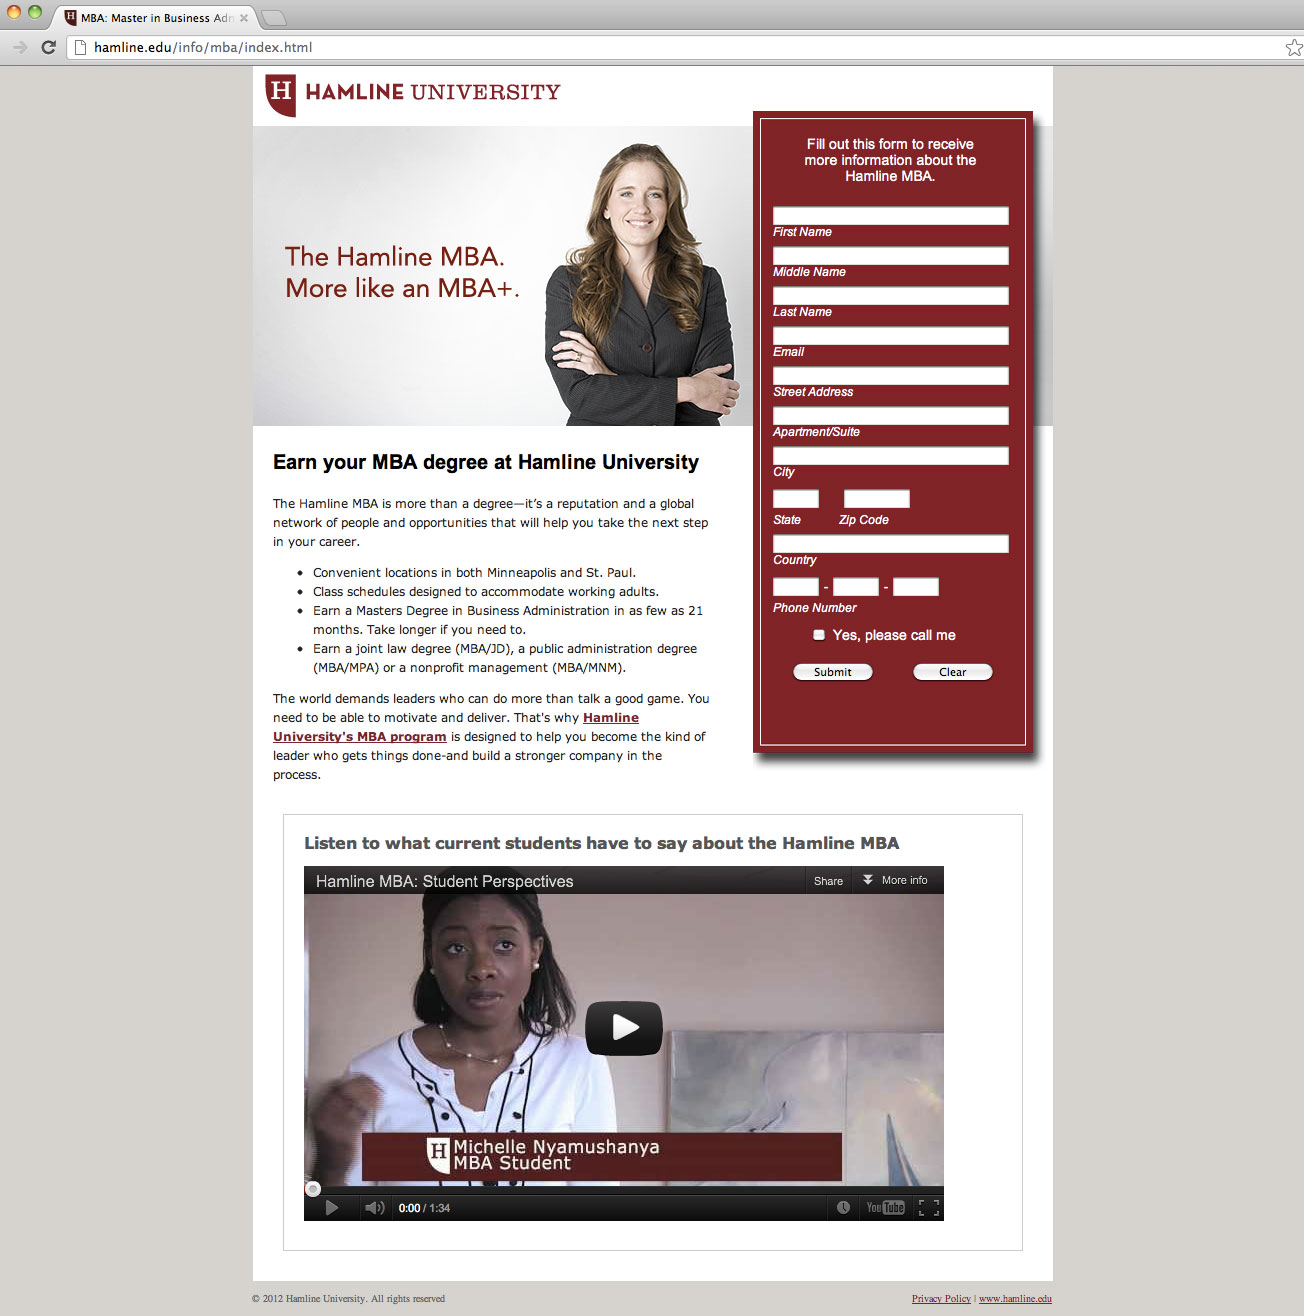 MBA: Master in Business Adm
hamline.edu/info/mba/index.html
H HAMLINE UNIVERSITY
The Hamline MBA.
More like an MBA+.
Fill out this form to receive
more information about the
Hamline MBA.
First Name
Middle Name
Last Name
Email
Street Address
Apartment/Suite
City
State Zip Code
Country
- -
Phone Number
Yes, please call me
Submit Clear
Earn your MBA degree at Hamline University
The Hamline MBA is more than a degree—it's a reputation and a global
network of people and opportunities that will help you take the next step
in your career.
• Convenient locations in both Minneapolis and St. Paul.
• Class schedules designed to accommodate working adults.
• Earn a Masters Degree in Business Administration in as few as 21
months. Take longer if you need to.
• Earn a joint law degree (MBA/JD), a public administration degree
(MBA/MPA) or a nonprofit management (MBA/MNM).
The world demands leaders who can do more than talk a good game. You
need to be able to motivate and deliver. That's why Hamline
University's MBA program is designed to help you become the kind of
leader who gets things done-and build a stronger company in the
process.
Listen to what current students have to say about the Hamline MBA
Hamline MBA: Student Perspectives Share More info
H Michelle Nyamushanya
MBA Student
0:00 / 1:34 YouTube
© 2012 Hamline University. All rights reserved Privacy Policy | www.hamline.edu